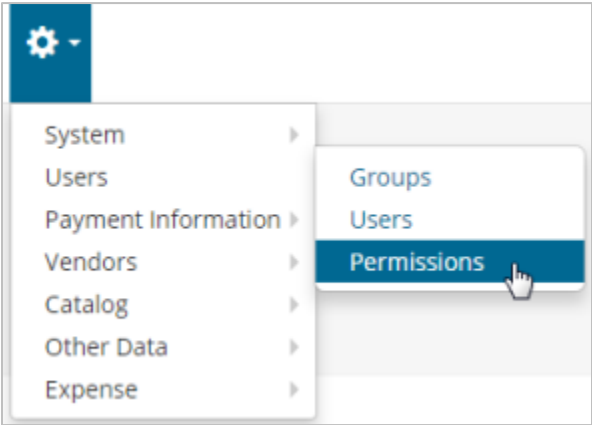 System
Users
Payment Information
Vendors
Catalog
Other Data
Expense
Groups
Users
Permissions